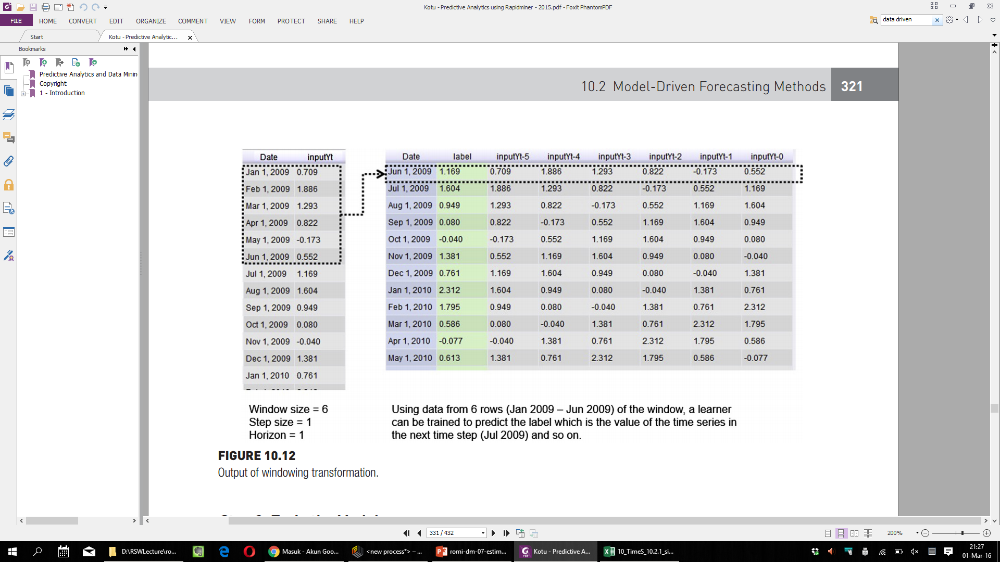 Kotu - Predictive Analytics using Rapidminer - 2015.pdf - Foxit PhantomPDF
FILE HOME CONVERT EDIT ORGANIZE COMMENT VIEW FORM PROTECT SHARE HELP
data driven
Start
Kotu - Predictive Analytic...
Bookmarks
Predictive Analytics and Data Minin
Copyright
1 - Introduction
10.2 Model-Driven Forecasting Methods 321
Date inputYt
Jan 1, 2009 0.709
Feb 1, 2009 1.886
Mar 1, 2009 1.293
Apr 1, 2009 0.822
May 1, 2009 -0.173
Jun 1, 2009 0.552
Jul 1, 2009 1.169
Aug 1, 2009 1.604
Sep 1, 2009 0.949
Oct 1, 2009 0.080
Nov 1, 2009 -0.040
Dec 1, 2009 1.381
Jan 1, 2010 0.761
Date label inputYt-5 inputYt-4 inputYt-3 inputYt-2 inputYt-1 inputYt-0
Jun 1, 2009 1.169 0.709 1.886 1.293 0.822 -0.173 0.552
Jul 1, 2009 1.604 1.886 1.293 0.822 -0.173 0.552 1.169
Aug 1, 2009 0.949 1.293 0.822 -0.173 0.552 1.169 1.604
Sep 1, 2009 0.080 0.822 -0.173 0.552 1.169 1.604 0.949
Oct 1, 2009 -0.040 -0.173 0.552 1.169 1.604 0.949 0.080
Nov 1, 2009 1.381 0.552 1.169 1.604 0.949 0.080 -0.040
Dec 1, 2009 0.761 1.169 1.604 0.949 0.080 -0.040 1.381
Jan 1, 2010 2.312 1.604 0.949 0.080 -0.040 1.381 0.761
Feb 1, 2010 1.795 0.949 0.080 -0.040 1.381 0.761 2.312
Mar 1, 2010 0.586 0.080 -0.040 1.381 0.761 2.312 1.795
Apr 1, 2010 -0.077 -0.040 1.381 0.761 2.312 1.795 0.586
May 1, 2010 0.613 1.381 0.761 2.312 1.795 0.586 -0.077
Window size = 6
Step size = 1
Horizon = 1
Using data from 6 rows (Jan 2009 – Jun 2009) of the window, a learner
can be trained to predict the label which is the value of the time series in
the next time step (Jul 2009) and so on.
FIGURE 10.12
Output of windowing transformation.
331 / 432
200%
D:\RSWLecture\ro...
Masuk - Akun Goo...
<new process*> – ...
romi-dm-07-estim...
Kotu - Predictive A...
10_TimeS_10.2.1_si...
21:27
01-Mar-16